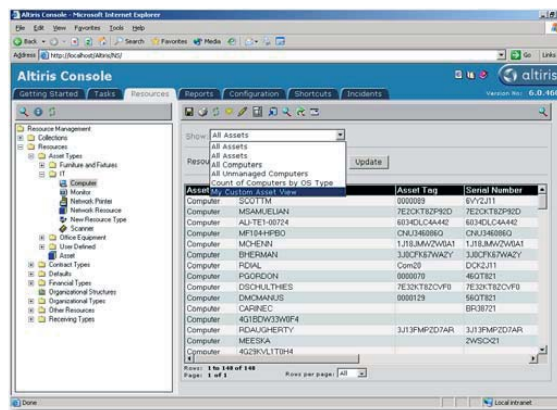 Altiris Console - Microsoft Internet Explorer
File Edit View Favorites Tools Help
Back Search Favorites Media
Address http://localhost/Altiris/NS/ Go Links
Altiris Console
altiris
Getting Started Tasks Resources Reports Configuration Shortcuts Incidents
Version No: 6.0.460
Resource Management
Collections
Resources
Asset Types
Furniture and Fixtures
IT
Computer
Monitor
Network Printer
Network Resource
New Resource Type
Scanner
Office Equipment
User Defined
Asset
Contract Types
Defaults
Financial Types
Organizational Structures
Organizational Types
Other Resources
Receiving Types
Show: All Assets
All Assets
All Assets
All Computers
All Unmanaged Computers
Count of Computers by OS Type
My Custom Asset View
Resou
Update
Asset Asset Tag Serial Number
Computer SCOTTM 0000089 6VY2J11
Computer MSAMUELIAN 7E2CKT8ZP92D 7E2CKT8ZP92D
Computer ALI-TE1-00724 6034DLC4A442 6034DLC4A442
Computer MF104-HPBO CNU346086Q CNU346086Q
Computer MCHENN 1J18JMWZW0A1 1J18JMWZW0A1
Computer BHERMAN 3J0CFK67WA2Y 3J0CFK67WA2Y
Computer RDIAL Com20 DCK2J11
Computer PGORDON 0000070 46QT821
Computer DSCHULTHIES 7E32KT8ZCVF0 7E32KT8ZCVF0
Computer DMCMANUS 0000129 56QT821
Computer CARINEC BR38721
Computer 4G1BDW33W0F4
Computer RDAUGHERTY 3J13FMPZD7AR 3J13FMPZD7AR
Computer MEESKA 2WSCX21
Computer 4G29KVL1T0H4
Rows: 1 to 148 of 148
Page: 1 of 1 Rows per page: All
Done Local intranet